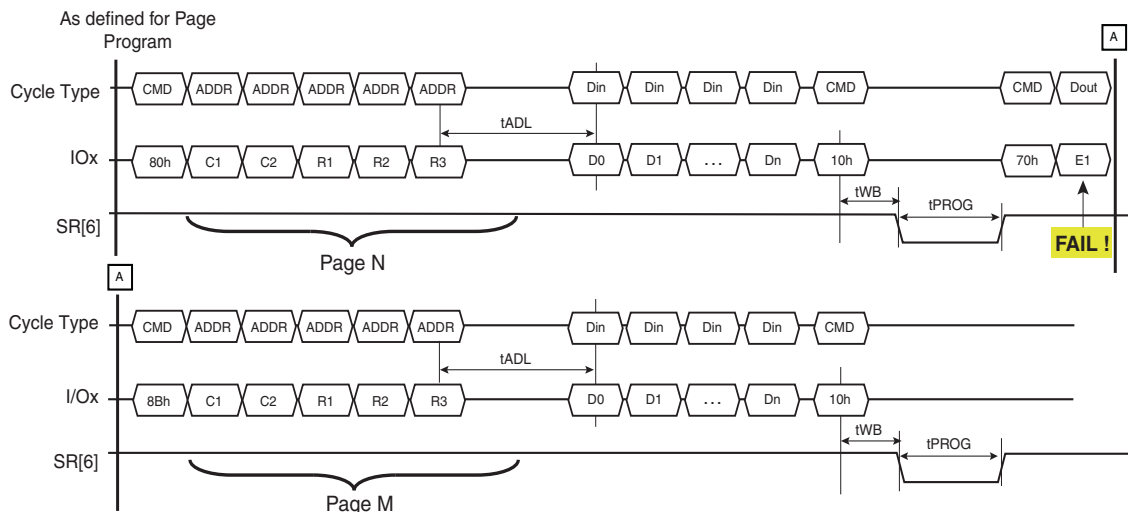 As defined for Page
Program
A
Cycle Type CMD ADDR ADDR ADDR ADDR ADDR Din Din Din Din CMD CMD Dout
tADL
IOx 80h C1 C2 R1 R2 R3 D0 D1 ... Dn 10h 70h E1
tWB tPROG
SR[6]
FAIL !
Page N
A
Cycle Type CMD ADDR ADDR ADDR ADDR ADDR Din Din Din Din CMD
tADL
I/Ox 8Bh C1 C2 R1 R2 R3 D0 D1 ... Dn 10h
tWB tPROG
SR[6]
Page M